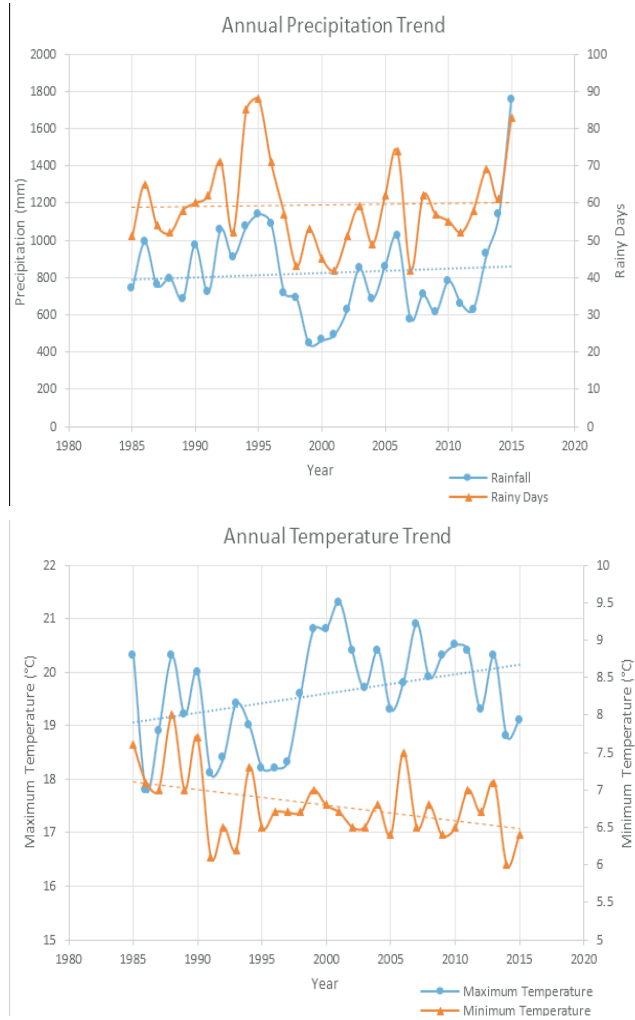 Annual Precipitation Trend
2000
1800
1600
1400
1200
1000
800
600
400
200
0
Precipitation (mm)
100
90
80
70
60
50
40
30
20
10
0
Rainy Days
1980 1985 1990 1995 2000 2005 2010 2015 2020
Year
Rainfall
Rainy Days
Annual Temperature Trend
22
21
20
19
18
17
16
15
Maximum Temperature (°C)
10
9.5
9
8.5
8
7.5
7
6.5
6
5.5
5
Minimum Temperature (°C)
1980 1985 1990 1995 2000 2005 2010 2015 2020
Year
Maximum Temperature
Minimum Temperature